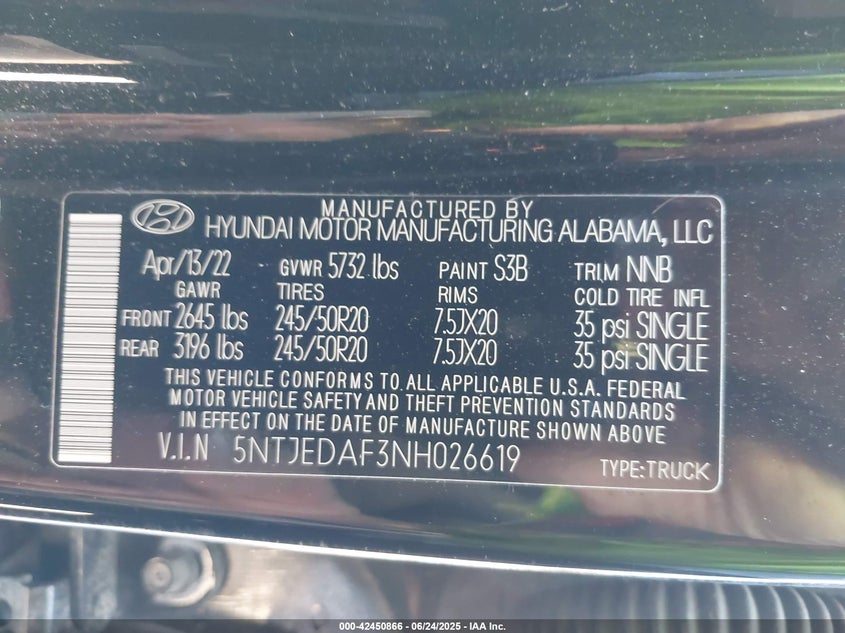 MANUFACTURED BY
HYUNDAI MOTOR MANUFACTURING ALABAMA, LLC
Apr/13/22 GVWR 5732 lbs PAINT S3B TRIM NNB
GAWR TIRES RIMS COLD TIRE INFL
FRONT 2645 lbs 245/50R20 7.5JX20 35 psi SINGLE
REAR 3196 lbs 245/50R20 7.5JX20 35 psi SINGLE
THIS VEHICLE CONFORMS TO ALL APPLICABLE U.S.A. FEDERAL
MOTOR VEHICLE SAFETY AND THEFT PREVENTION STANDARDS
IN EFFECT ON THE DATE OF MANUFACTURE SHOWN ABOVE
V.I.N 5NTJEDAF3NH026619 TYPE:TRUCK
000-42450866 - 06/24/2025 - IAA Inc.